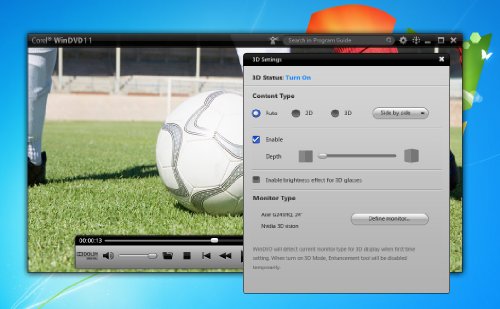 Corel® WinDVD 11
Search in Program Guide
3D Settings
3D Status: Turn On
Content Type
Auto
2D
3D
Side by side
Enable
Depth
Enable brightness effect for 3D glasses
Monitor Type
Acer G245HQ, 24"
Define monitor...
Nvidia 3D vision
WinDVD will detect current monitor type for 3D display when first time
setting. When turn on 3D Mode, Enhancement tool will be disabled
temporarily.
00:00:13
DOLBY
DIGITAL